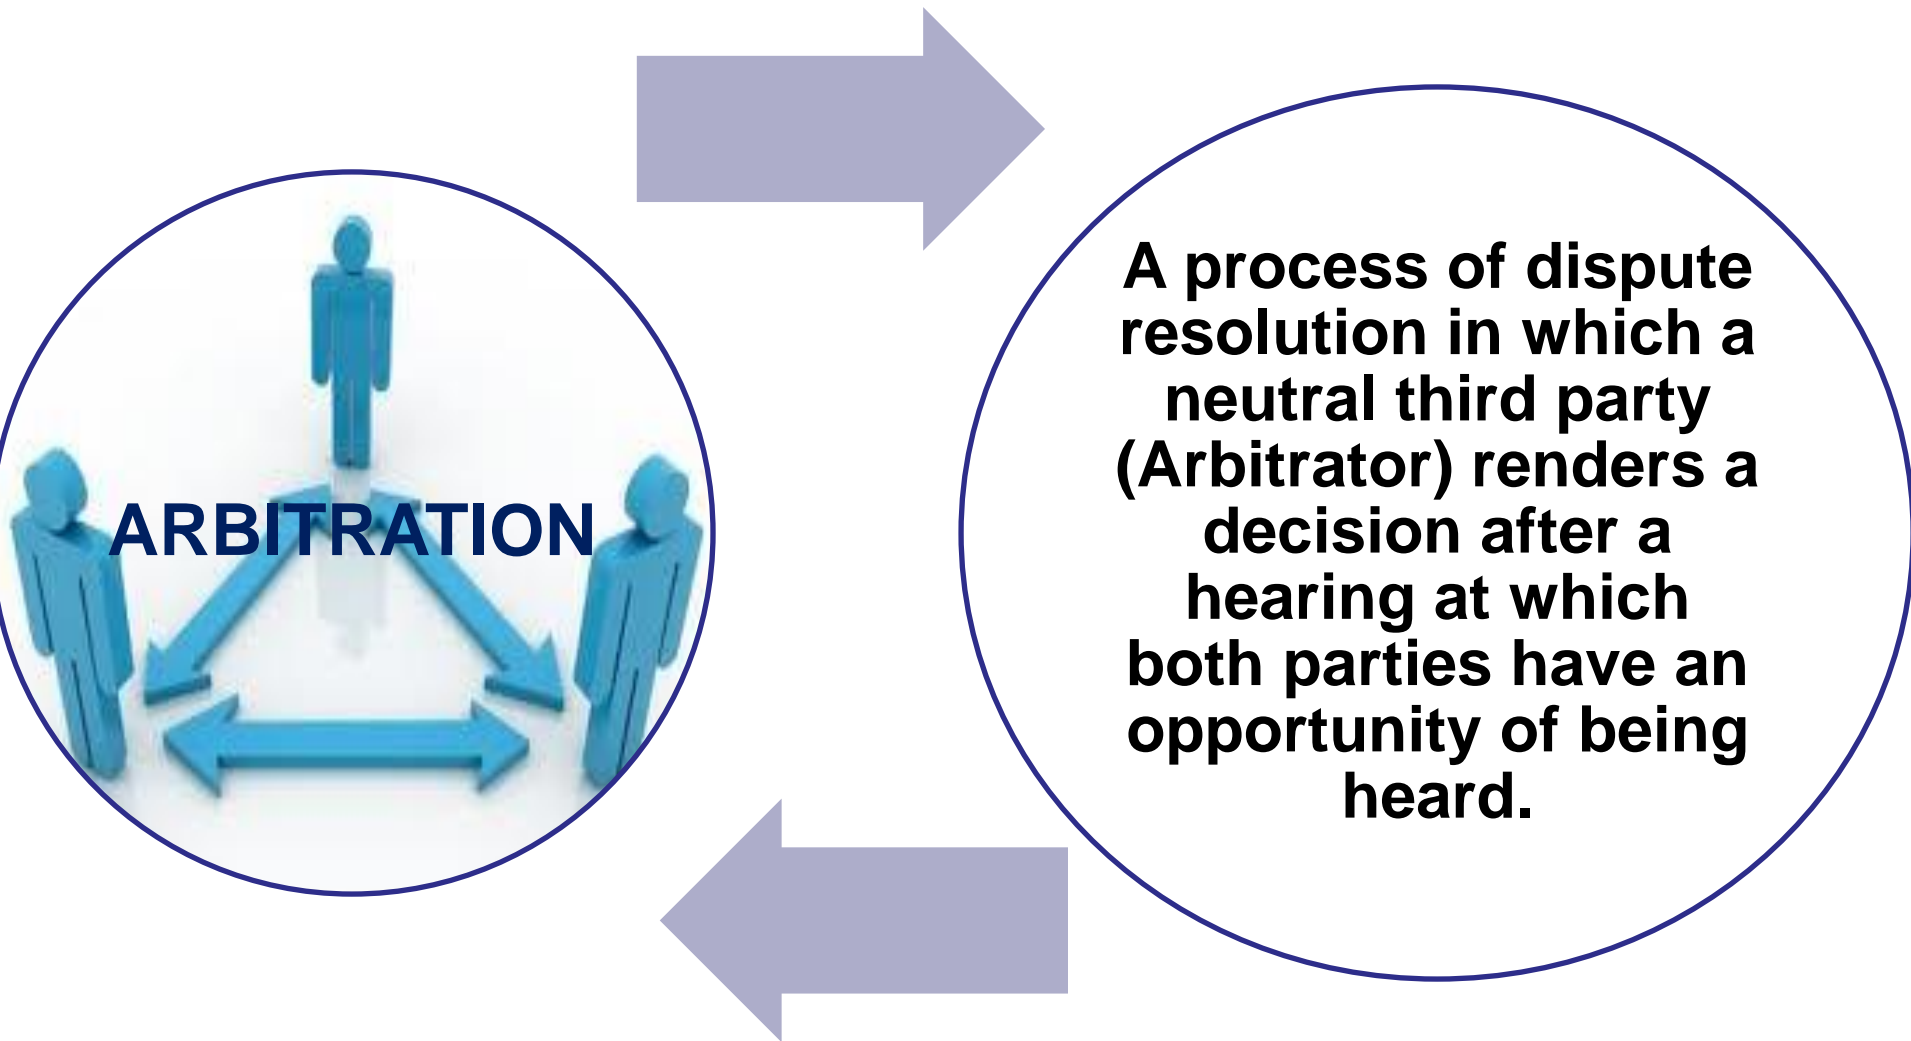 ARBITRATION
A process of dispute
resolution in which a
neutral third party
(Arbitrator) renders a
decision after a
hearing at which
both parties have an
opportunity of being
heard.